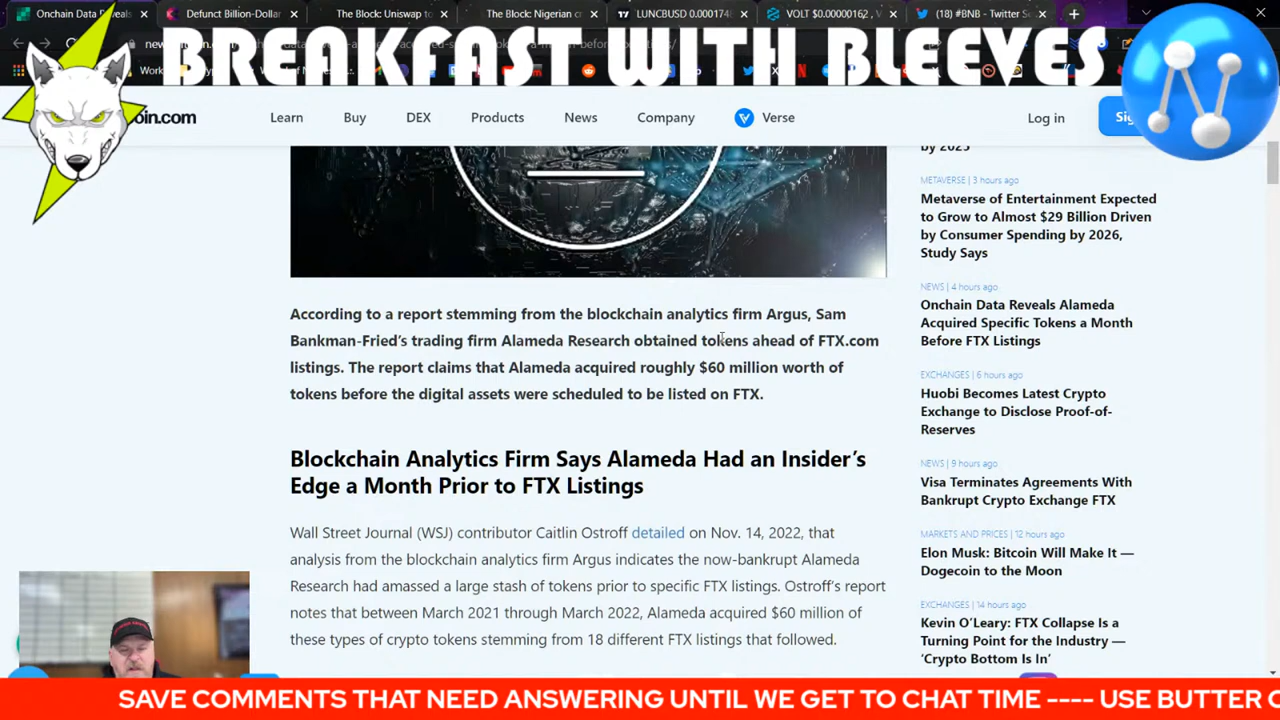 Onchain Data Reveals
Defunct Billion-Dollar
The Block: Uniswap to
The Block: Nigerian cr
LUNCBUSD 0.000174
VOLT $0.00000162
(18) #BNB - Twitter Se
BREAKFAST WITH BLEEVES
oin.com
Learn
Buy
DEX
Products
News
Company
Verse
Log in
Sig
by 2025
METAVERSE | 3 hours ago
Metaverse of Entertainment Expected
to Grow to Almost $29 Billion Driven
by Consumer Spending by 2026,
Study Says
NEWS | 4 hours ago
Onchain Data Reveals Alameda
Acquired Specific Tokens a Month
Before FTX Listings
EXCHANGES | 6 hours ago
Huobi Becomes Latest Crypto
Exchange to Disclose Proof-of-
Reserves
NEWS | 9 hours ago
Visa Terminates Agreements With
Bankrupt Crypto Exchange FTX
MARKETS AND PRICES | 12 hours ago
Elon Musk: Bitcoin Will Make It —
Dogecoin to the Moon
EXCHANGES | 14 hours ago
Kevin O'Leary: FTX Collapse Is a
Turning Point for the Industry —
'Crypto Bottom Is In'
According to a report stemming from the blockchain analytics firm Argus, Sam
Bankman-Fried's trading firm Alameda Research obtained tokens ahead of FTX.com
listings. The report claims that Alameda acquired roughly $60 million worth of
tokens before the digital assets were scheduled to be listed on FTX.
Blockchain Analytics Firm Says Alameda Had an Insider's
Edge a Month Prior to FTX Listings
Wall Street Journal (WSJ) contributor Caitlin Ostroff detailed on Nov. 14, 2022, that
analysis from the blockchain analytics firm Argus indicates the now-bankrupt Alameda
Research had amassed a large stash of tokens prior to specific FTX listings. Ostroff's report
notes that between March 2021 through March 2022, Alameda acquired $60 million of
these types of crypto tokens stemming from 18 different FTX listings that followed.
SAVE COMMENTS THAT NEED ANSWERING UNTIL WE GET TO CHAT TIME ---- USE BUTTER C